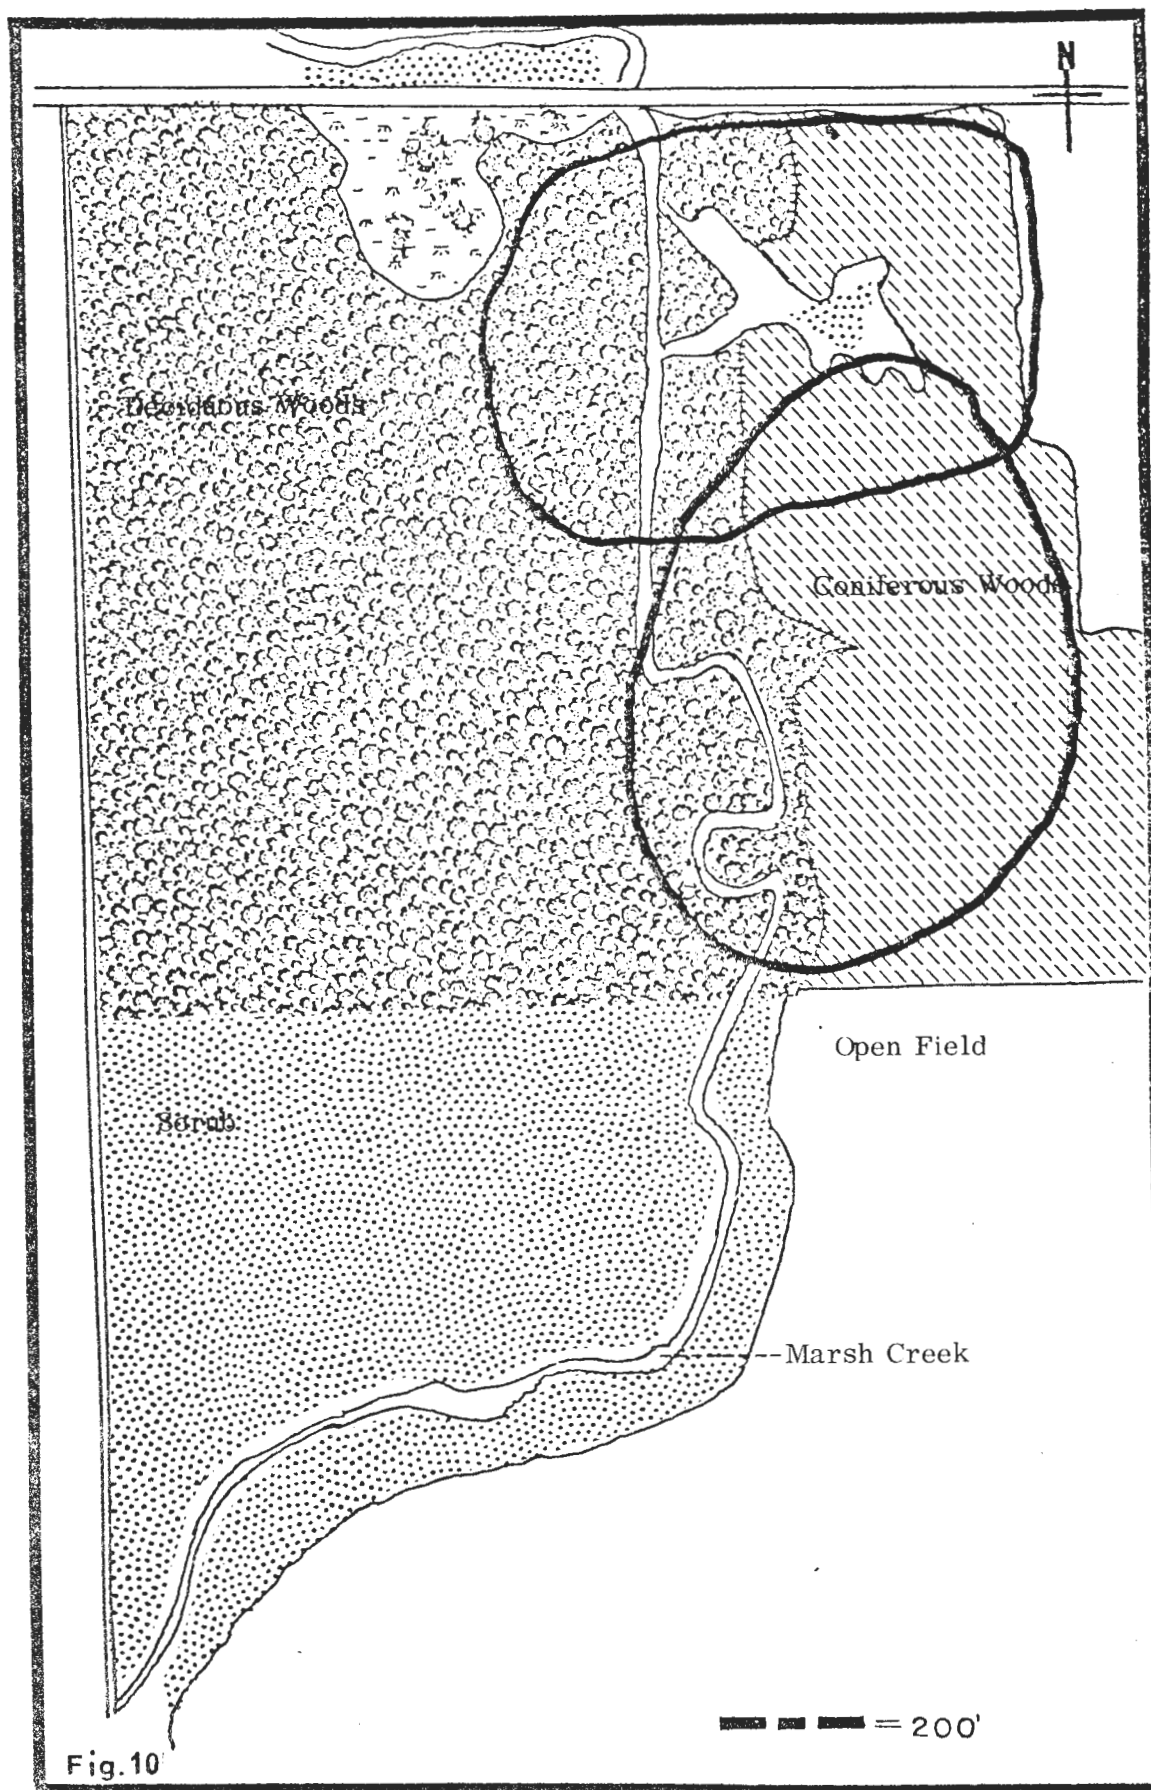 N
Deciduous Woods
Coniferous Woods
Open Field
Scrub
Marsh Creek
= 200'
Fig.10